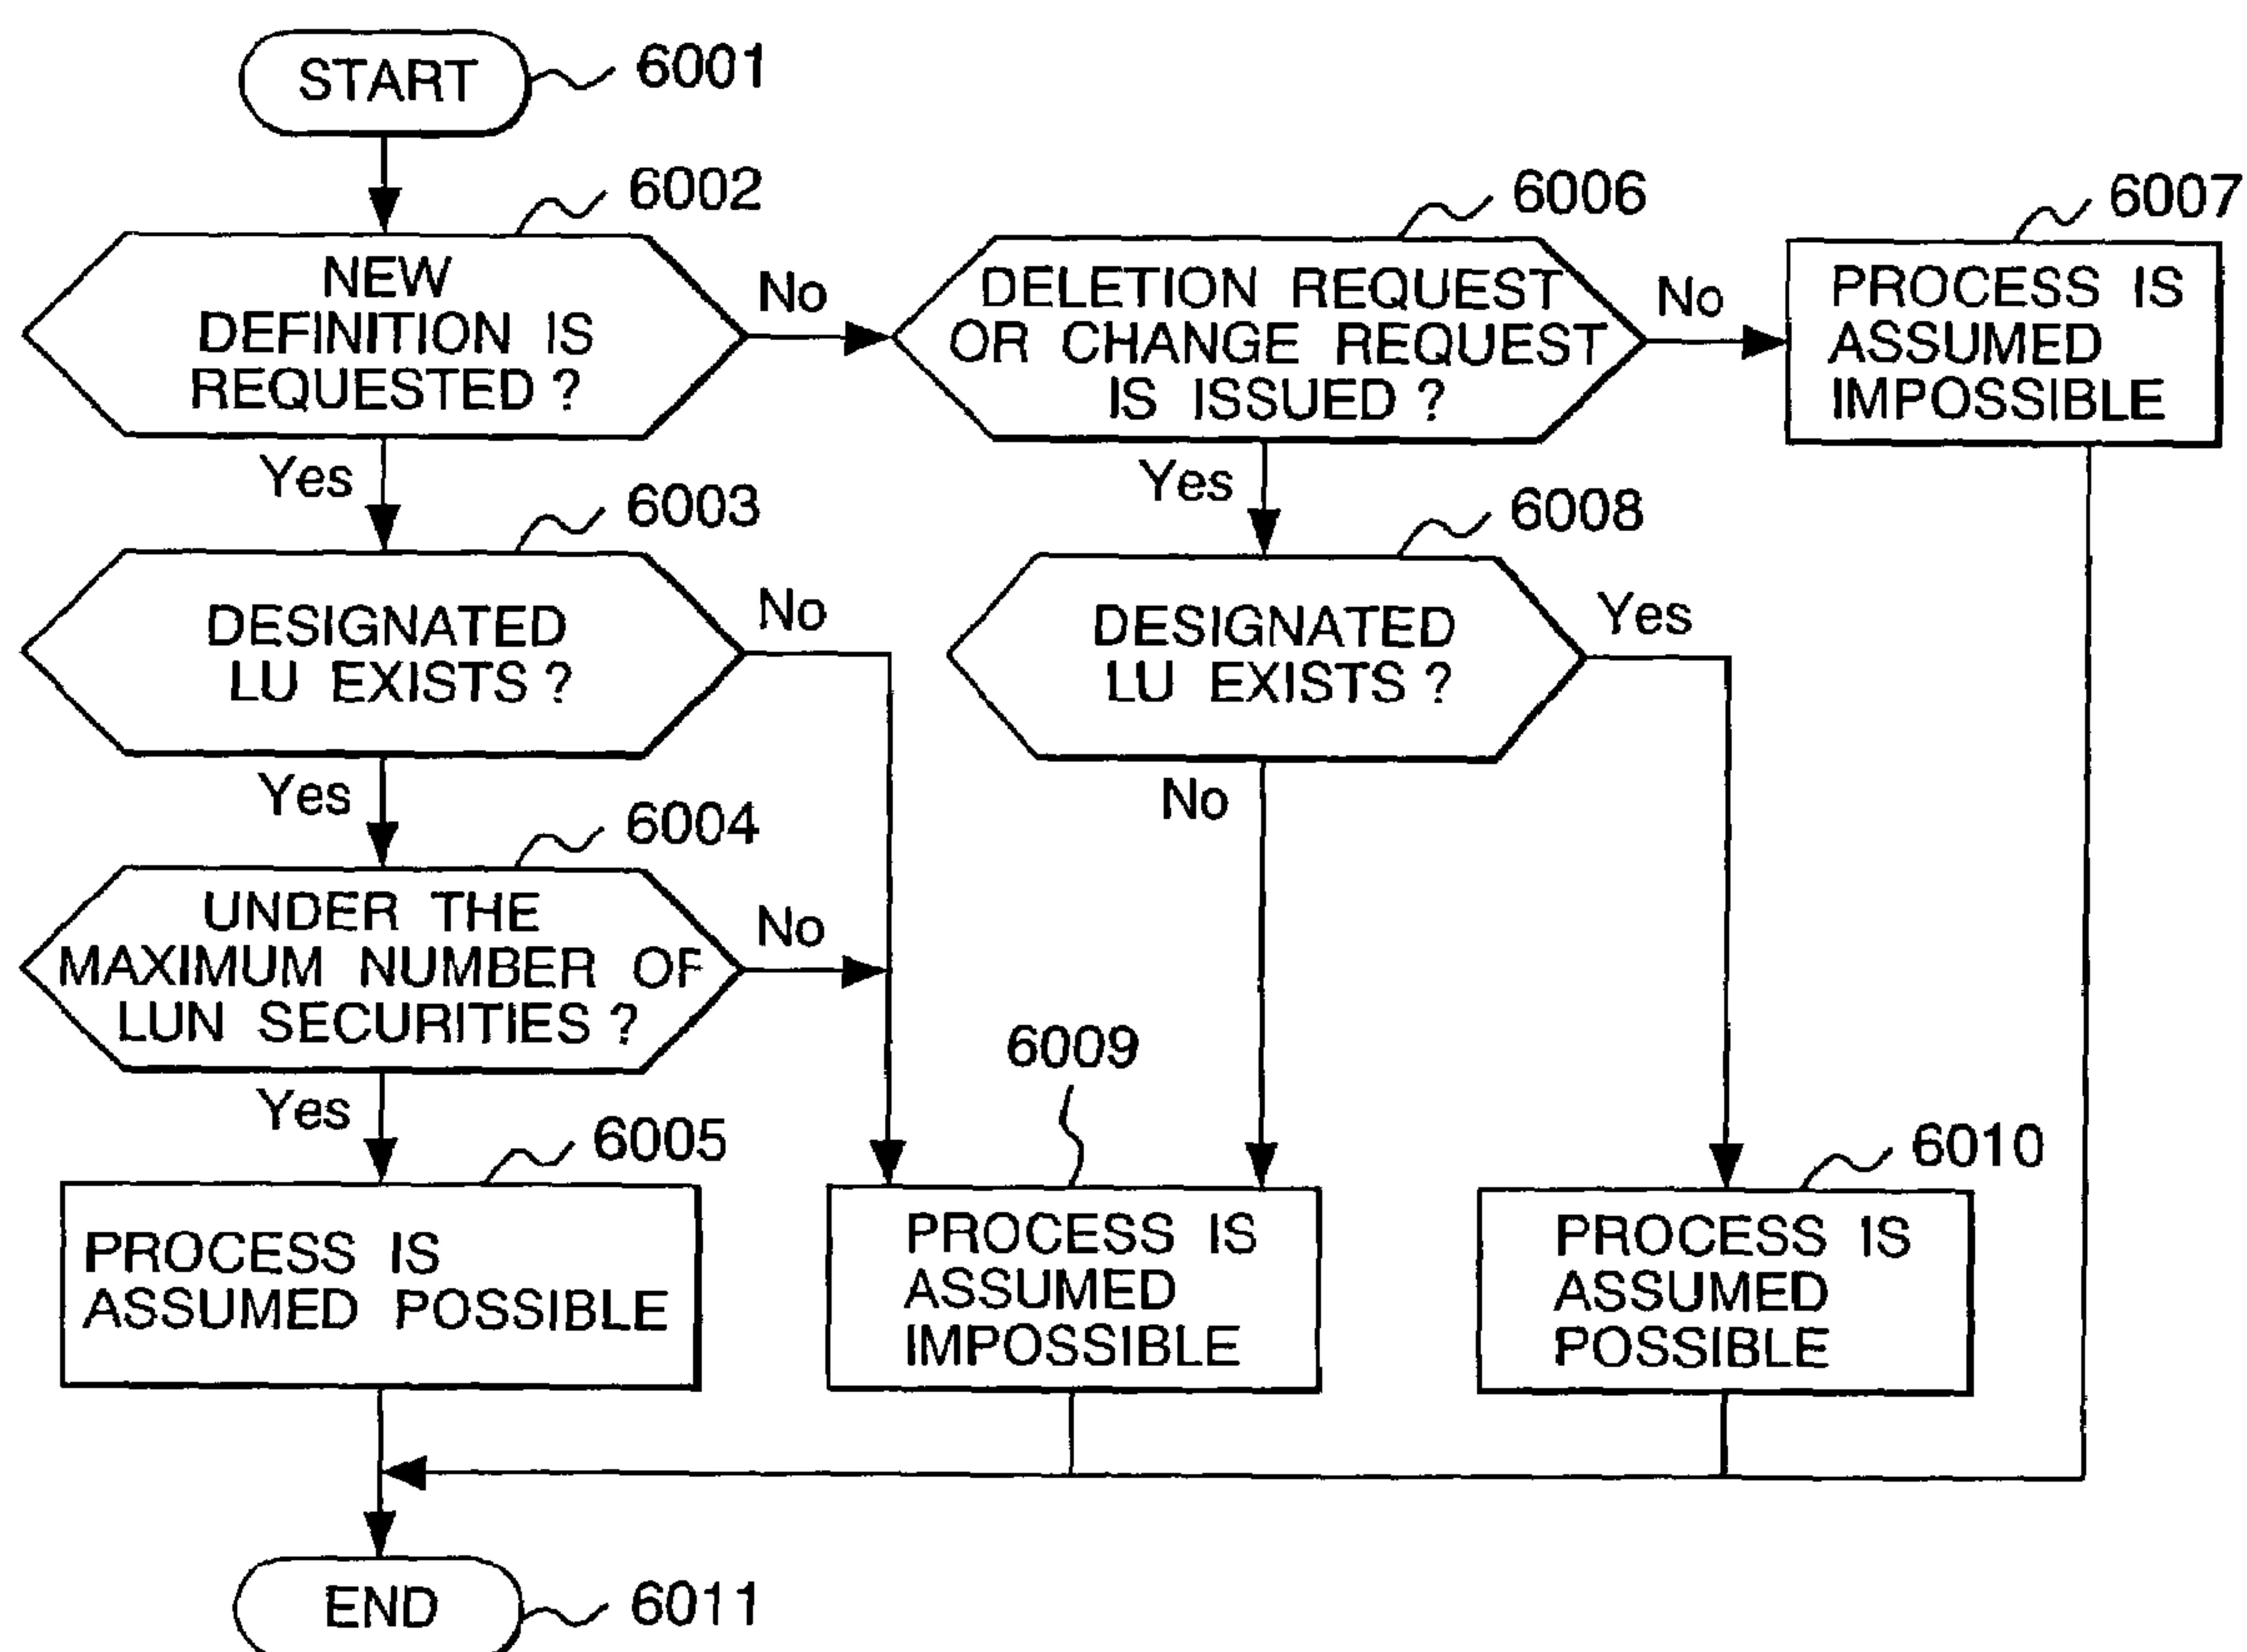 START
6001
6002
NEW
DEFINITION IS
REQUESTED ?
No
6006
DELETION REQUEST
OR CHANGE REQUEST
IS ISSUED ?
No
6007
PROCESS IS
ASSUMED
IMPOSSIBLE
Yes
6003
DESIGNATED
LU EXISTS ?
No
Yes
6008
DESIGNATED
LU EXISTS ?
Yes
Yes
6004
UNDER THE
MAXIMUM NUMBER OF
LUN SECURITIES ?
No
No
Yes
6005
PROCESS IS
ASSUMED POSSIBLE
6009
PROCESS IS
ASSUMED
IMPOSSIBLE
6010
PROCESS IS
ASSUMED
POSSIBLE
END
6011